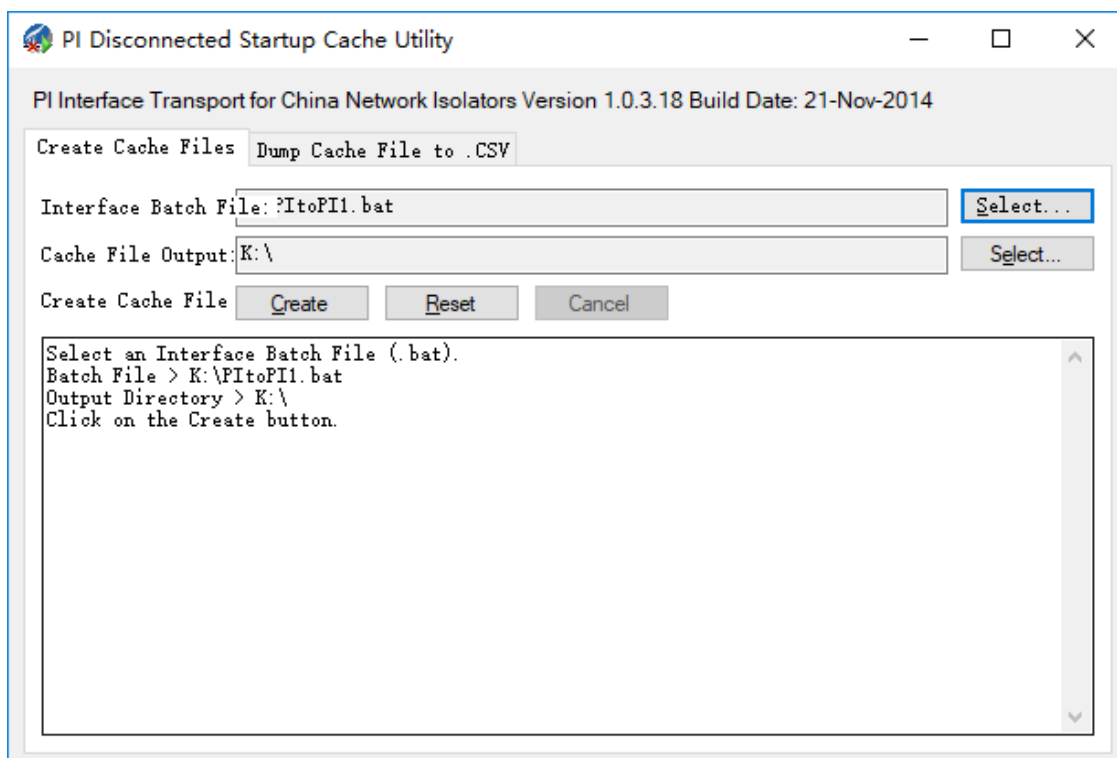 PI Disconnected Startup Cache Utility
PI Interface Transport for China Network Isolators Version 1.0.3.18 Build Date: 21-Nov-2014
Create Cache Files Dump Cache File to .CSV
Interface Batch File: PItoPI1.bat Select...
Cache File Output: K:\ Select...
Create Cache File Create Reset Cancel
Select an Interface Batch File (.bat).
Batch File > K:\PItoPI1.bat
Output Directory > K:\
Click on the Create button.